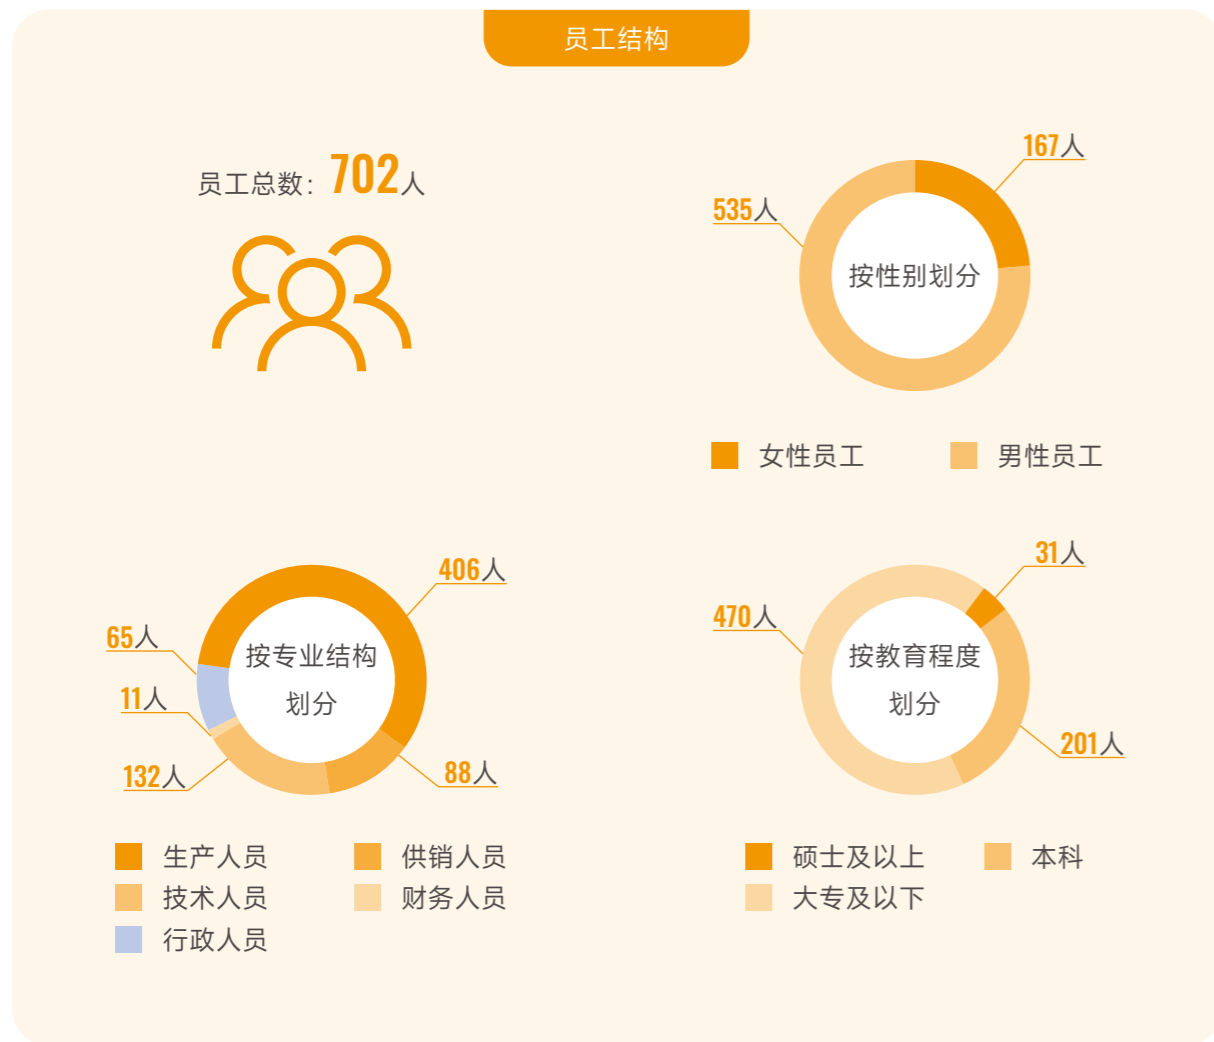 员工结构
员工总数：702人
167人
535人
按性别划分
女性员工
男性员工
406人
65人
按专业结构
划分
11人
132人
88人
生产人员
供销人员
技术人员
财务人员
行政人员
31人
470人
按教育程度
划分
201人
硕士及以上
本科
大专及以下